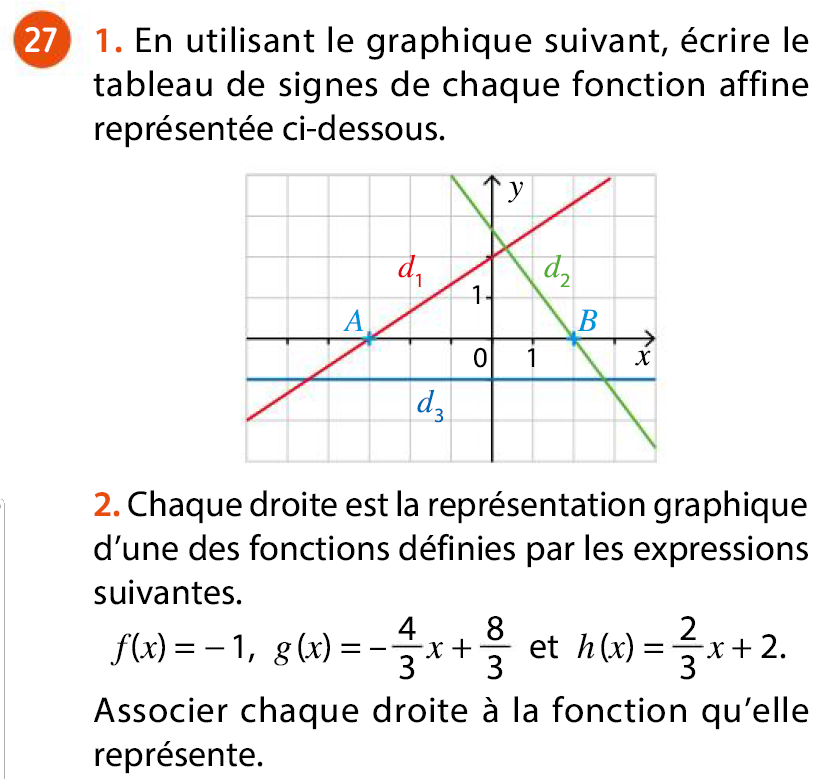 27 1. En utilisant le graphique suivant, écrire le
tableau de signes de chaque fonction affine
représentée ci-dessous.
y
d₁ d₂
1
A B
0 1 x
d₃
2. Chaque droite est la représentation graphique
d'une des fonctions définies par les expressions
suivantes.
f(x) = − 1, g(x) = −4/3 x + 8/3 et h(x) = 2/3 x + 2.
Associer chaque droite à la fonction qu'elle
représente.